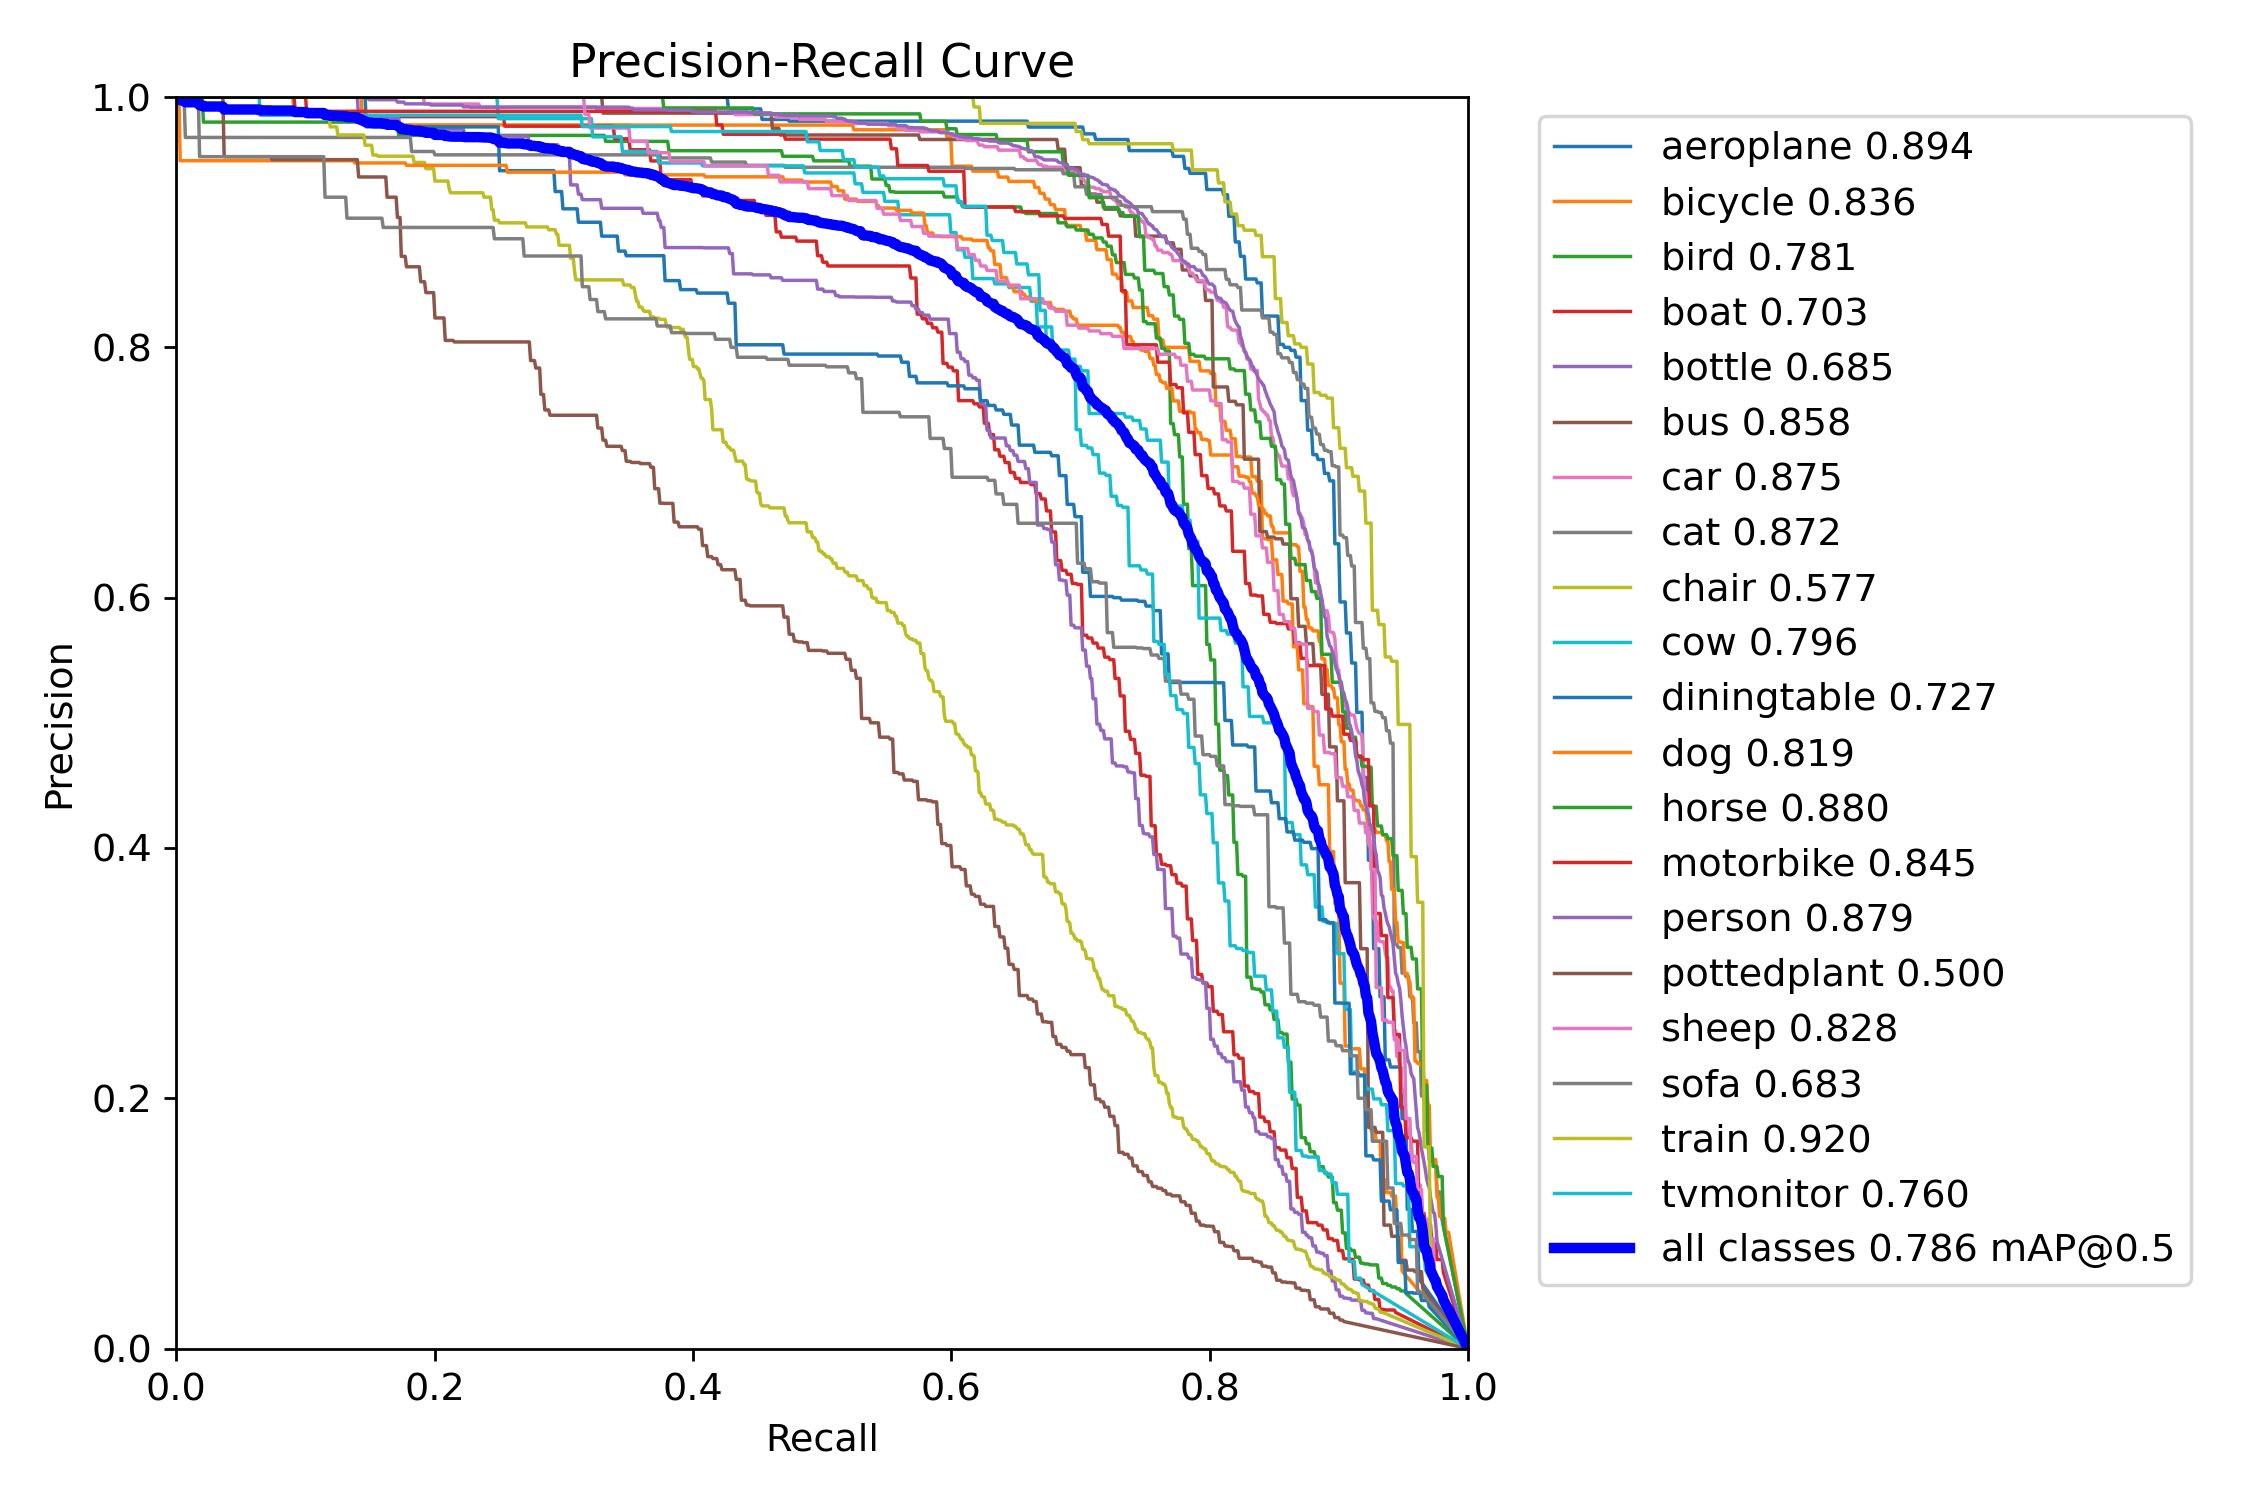 Precision-Recall Curve
1.0
0.8
0.6
0.4
0.2
0.0
Precision
0.0 0.2 0.4 0.6 0.8 1.0
Recall
aeroplane 0.894
bicycle 0.836
bird 0.781
boat 0.703
bottle 0.685
bus 0.858
car 0.875
cat 0.872
chair 0.577
cow 0.796
diningtable 0.727
dog 0.819
horse 0.880
motorbike 0.845
person 0.879
pottedplant 0.500
sheep 0.828
sofa 0.683
train 0.920
tvmonitor 0.760
all classes 0.786 mAP@0.5